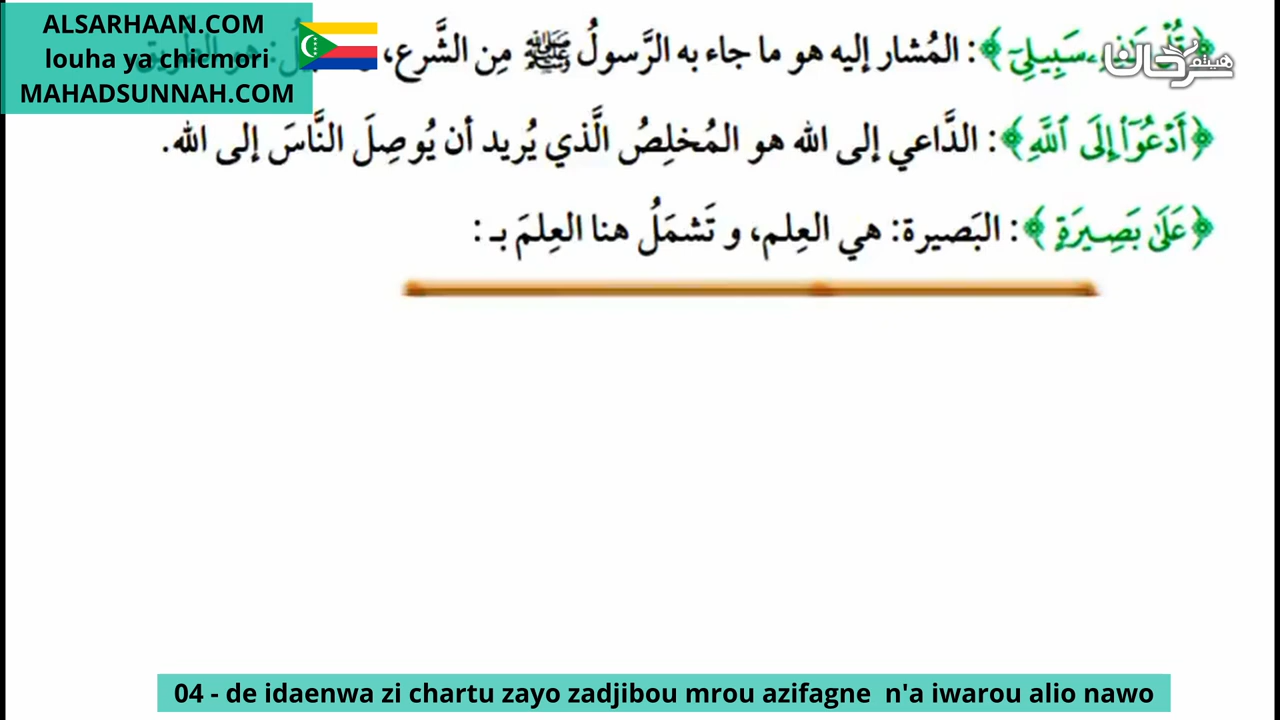 ALSARHAAN.COM
louha ya chicmori
MAHADSUNNAH.COM
هيثم سرحان
سَبِيلِيٓ﴾: المُشار إليه هو ما جاء به الرَّسولُ ﷺ مِن الشَّرع،
﴿أَدْعُوٓاْ إِلَى ٱللَّهِ﴾: الدَّاعي إلى الله هو المُخلِصُ الَّذي يُريد أن يُوصِلَ النَّاسَ إلى الله.
﴿عَلَىٰ بَصِيرَةٍ﴾: البَصيرة: هي العِلم، و تَشمَلُ هنا العِلمَ بـ :
04 - de idaenwa zi chartu zayo zadjibou mrou azifagne n'a iwarou alio nawo